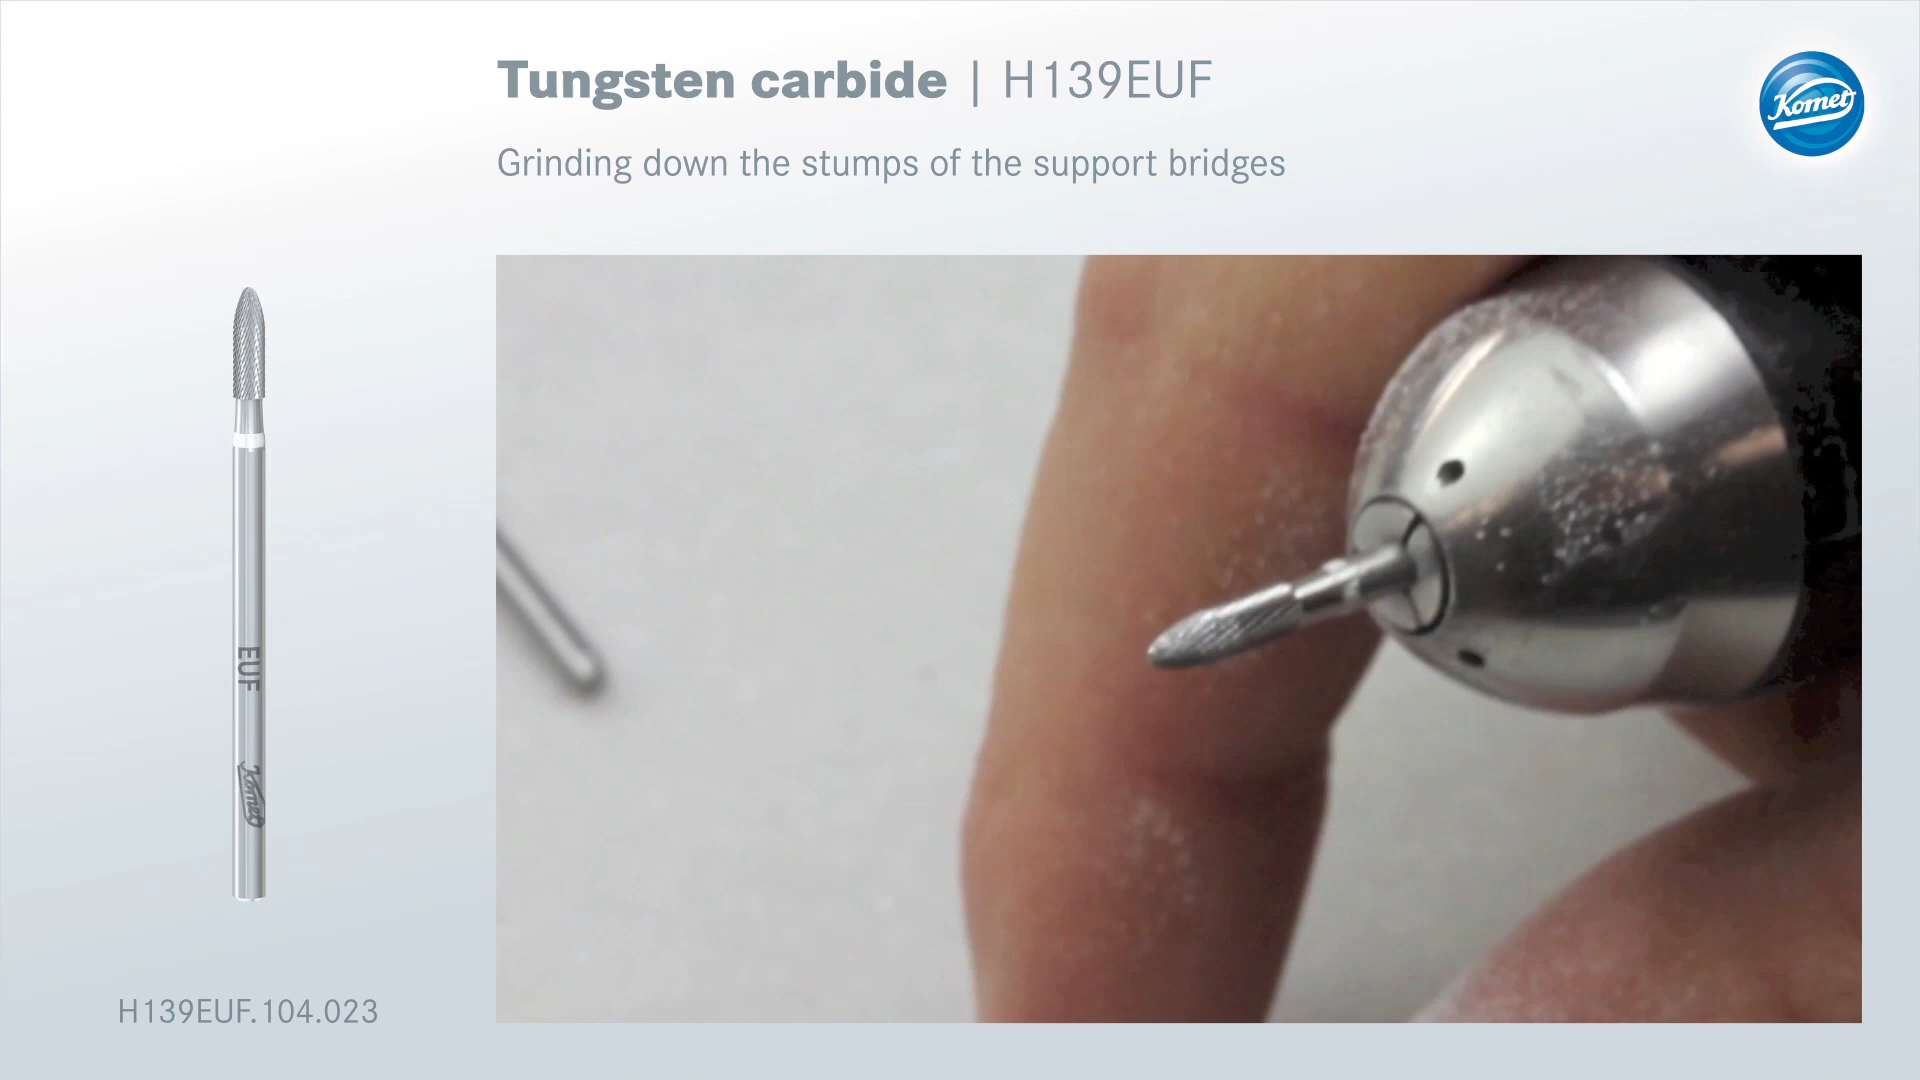 Tungsten carbide | H139EUF
Grinding down the stumps of the support bridges
Komet
EUF
Komet
H139EUF.104.023